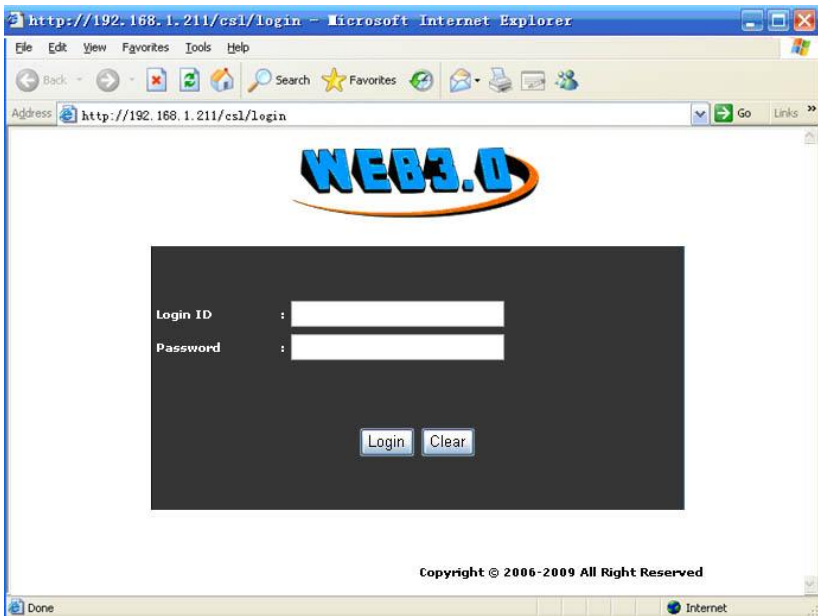 http://192.168.1.211/csl/login - Microsoft Internet Explorer
File Edit View Favorites Tools Help
Back Search Favorites
Address http://192.168.1.211/csl/login Go Links »
WEB3.0
Login ID :
Password :
Login Clear
Copyright © 2006-2009 All Right Reserved
Done Internet